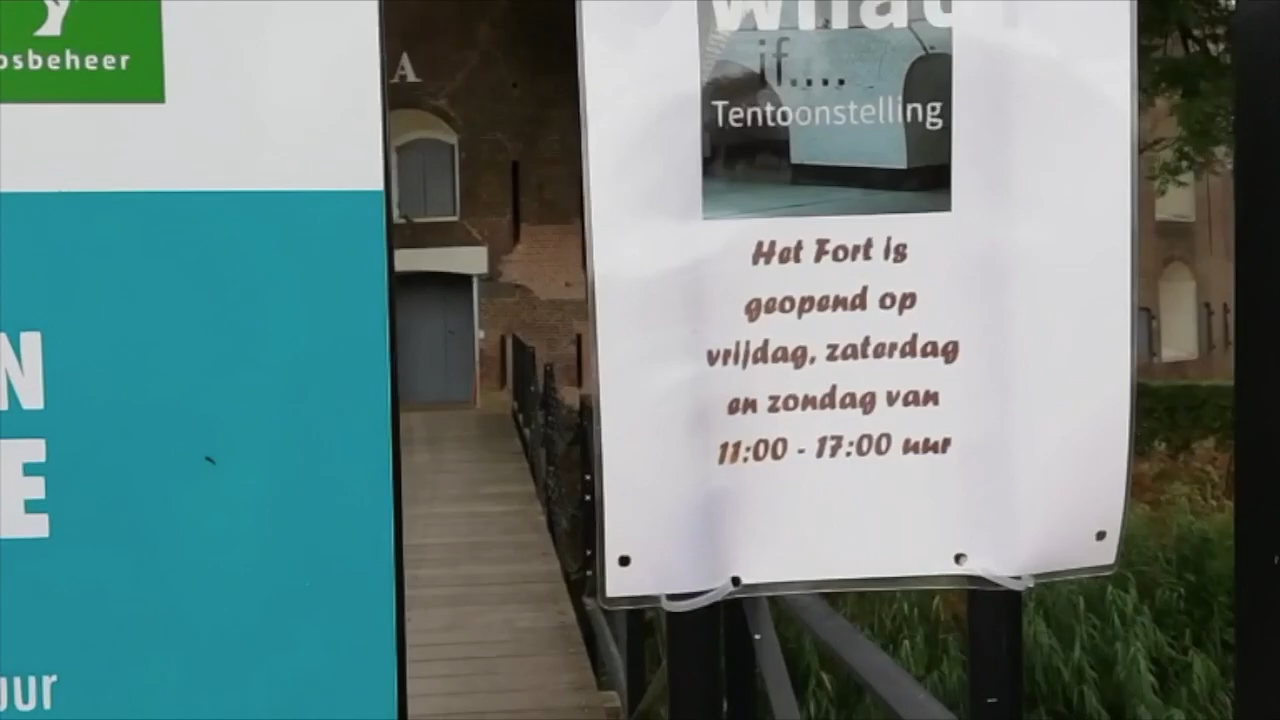 osbeheer
N
E
uur
A
what
if....
Tentoonstelling
Het Fort is
geopend op
vrijdag, zaterdag
en zondag van
11:00 - 17:00 uur